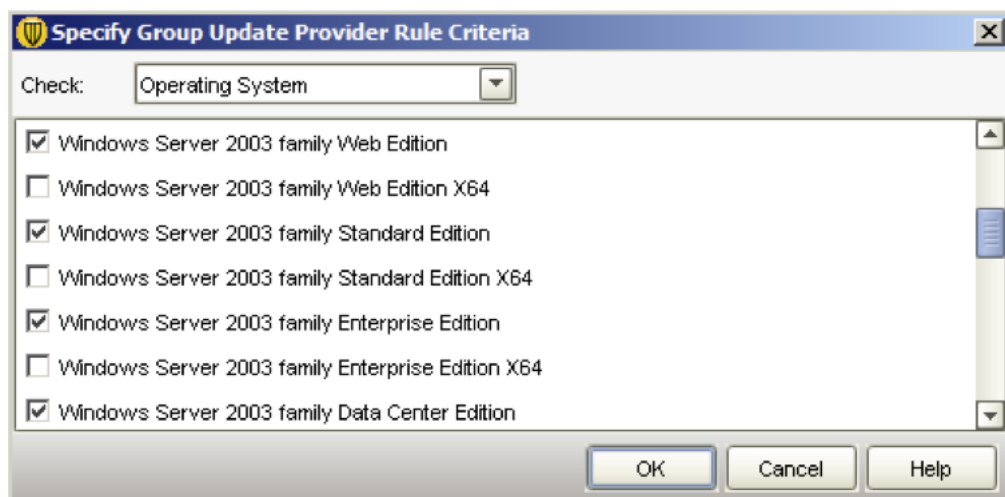 Specify Group Update Provider Rule Criteria
Check: Operating System
Windows Server 2003 family Web Edition
Windows Server 2003 family Web Edition X64
Windows Server 2003 family Standard Edition
Windows Server 2003 family Standard Edition X64
Windows Server 2003 family Enterprise Edition
Windows Server 2003 family Enterprise Edition X64
Windows Server 2003 family Data Center Edition
OK Cancel Help